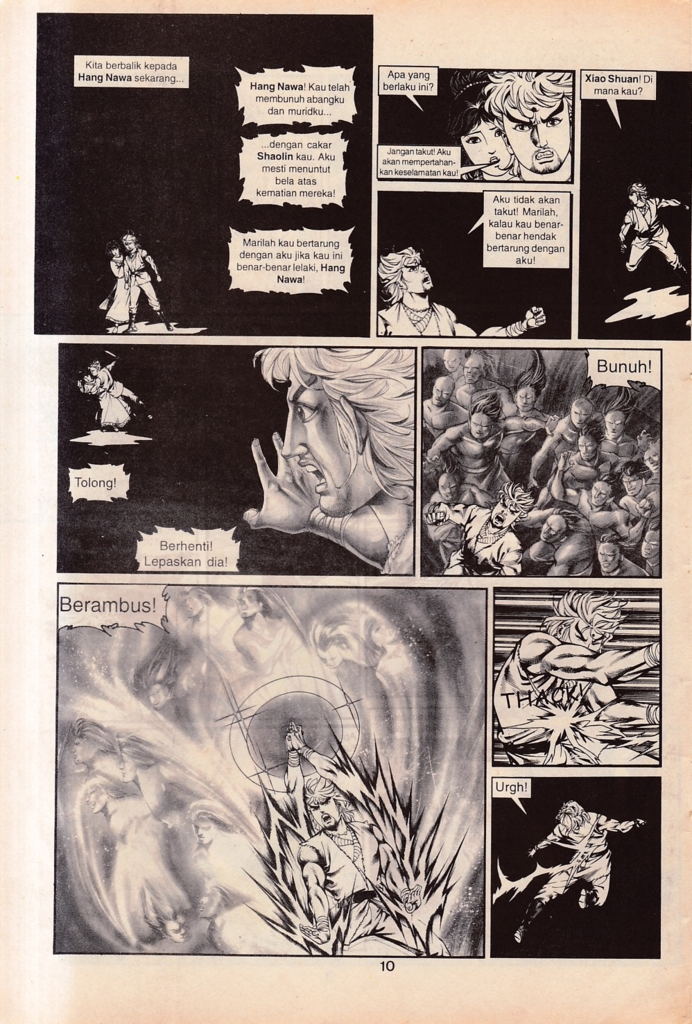 Kita berbalik kepada
Hang Nawa sekarang...
Hang Nawa! Kau telah
membunuh abangku
dan muridku...
...dengan cakar
Shaolin kau. Aku
mesti menuntut
bela atas
kematian mereka!
Marilah kau bertarung
dengan aku jika kau ini
benar-benar lelaki, Hang
Nawa!
Apa yang
berlaku ini?
Jangan takut! Aku
akan mempertahan-
kan keselamatan kau!
Aku tidak akan
takut! Marilah,
kalau kau benar-
benar hendak
bertarung dengan
aku!
Xiao Shuan! Di
mana kau?
Tolong!
Berhenti!
Lepaskan dia!
Bunuh!
Berambus!
THACK!
Urgh!
10